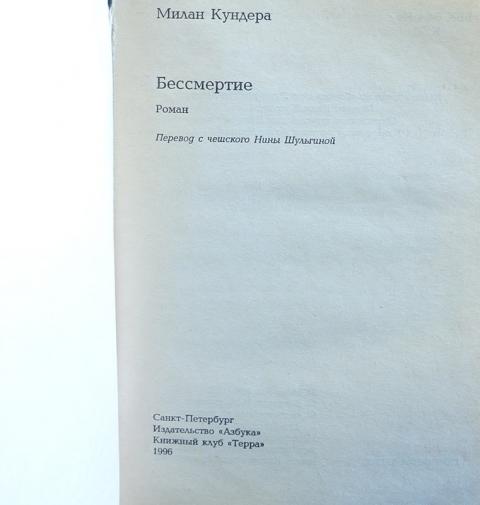 Милан Кундера
Бессмертие
Роман
Перевод с чешского Нины Шульгиной
Санкт-Петербург
Издательство «Азбука»
Книжный клуб «Терра»
1996